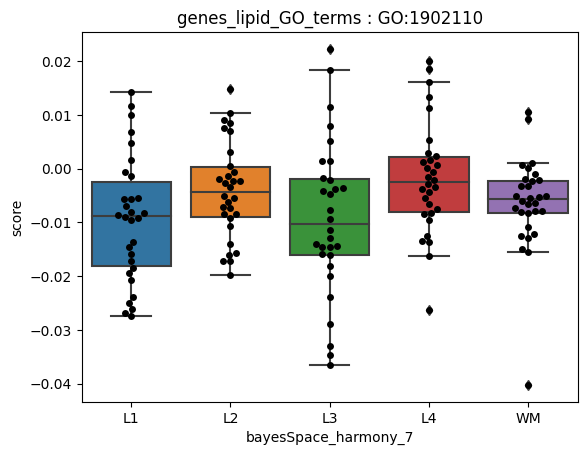 genes_lipid_GO_terms : GO:1902110
0.02
0.01
0.00
−0.01
−0.02
−0.03
−0.04
score
L1 L2 L3 L4 WM
bayesSpace_harmony_7